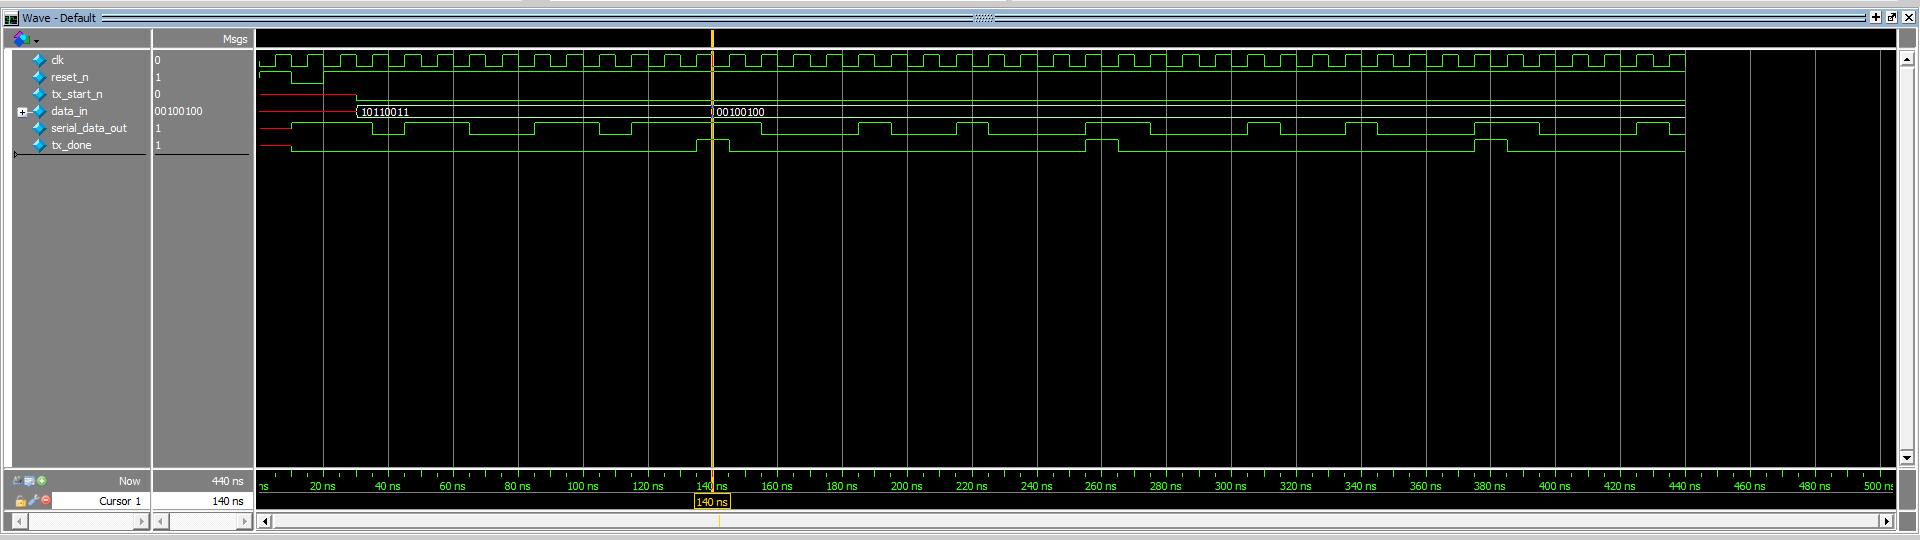 Wave - Default
Msgs
clk 0
reset_n 1
tx_start_n 0
data_in 00100100 10110011 00100100
serial_data_out 1
tx_done 1
Now 440 ns ns 20 ns 40 ns 60 ns 80 ns 100 ns 120 ns 140 ns 160 ns 180 ns 200 ns 220 ns 240 ns 260 ns 280 ns 300 ns 320 ns 340 ns 360 ns 380 ns 400 ns 420 ns 440 ns 460 ns 480 ns 500 ns
Cursor 1 140 ns 140 ns